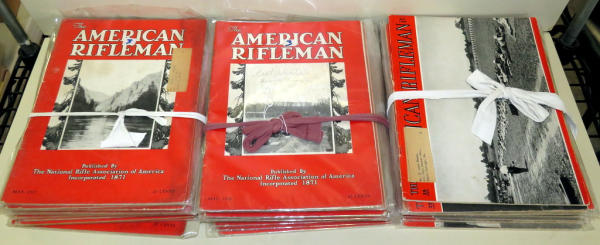 The
AMERICAN
RIFLEMAN
Published By
The National Rifle Association of America
Incorporated 1871
The
AMERICAN
RIFLEMAN
Published By
The National Rifle Association of America
Incorporated 1871
ICAN RIFLEMAN